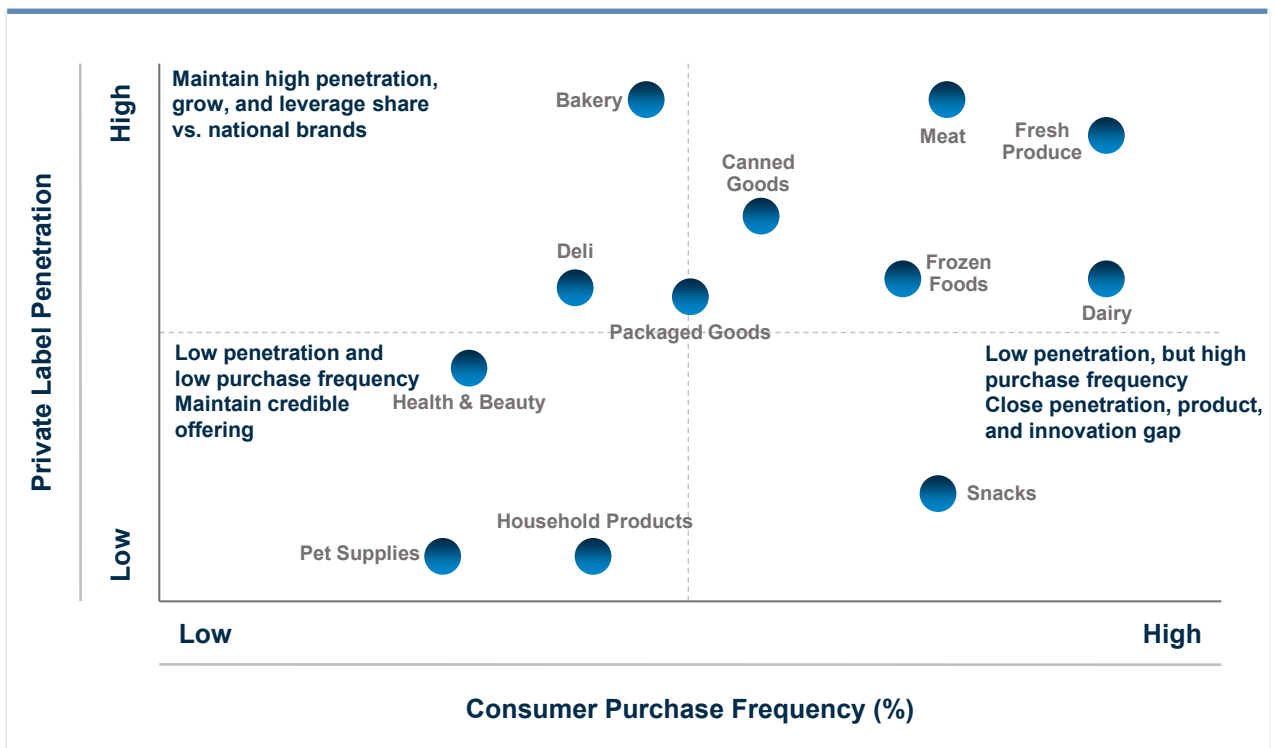 Maintain high penetration,
grow, and leverage share
vs. national brands
Bakery
Meat
Fresh
Produce
Canned
Goods
Deli
Frozen
Foods
Packaged Goods
Dairy
Low penetration and
low purchase frequency
Maintain credible
offering
Health & Beauty
Low penetration, but high
purchase frequency
Close penetration, product,
and innovation gap
Snacks
Household Products
Pet Supplies
High
Private Label Penetration
Low
Low
High
Consumer Purchase Frequency (%)